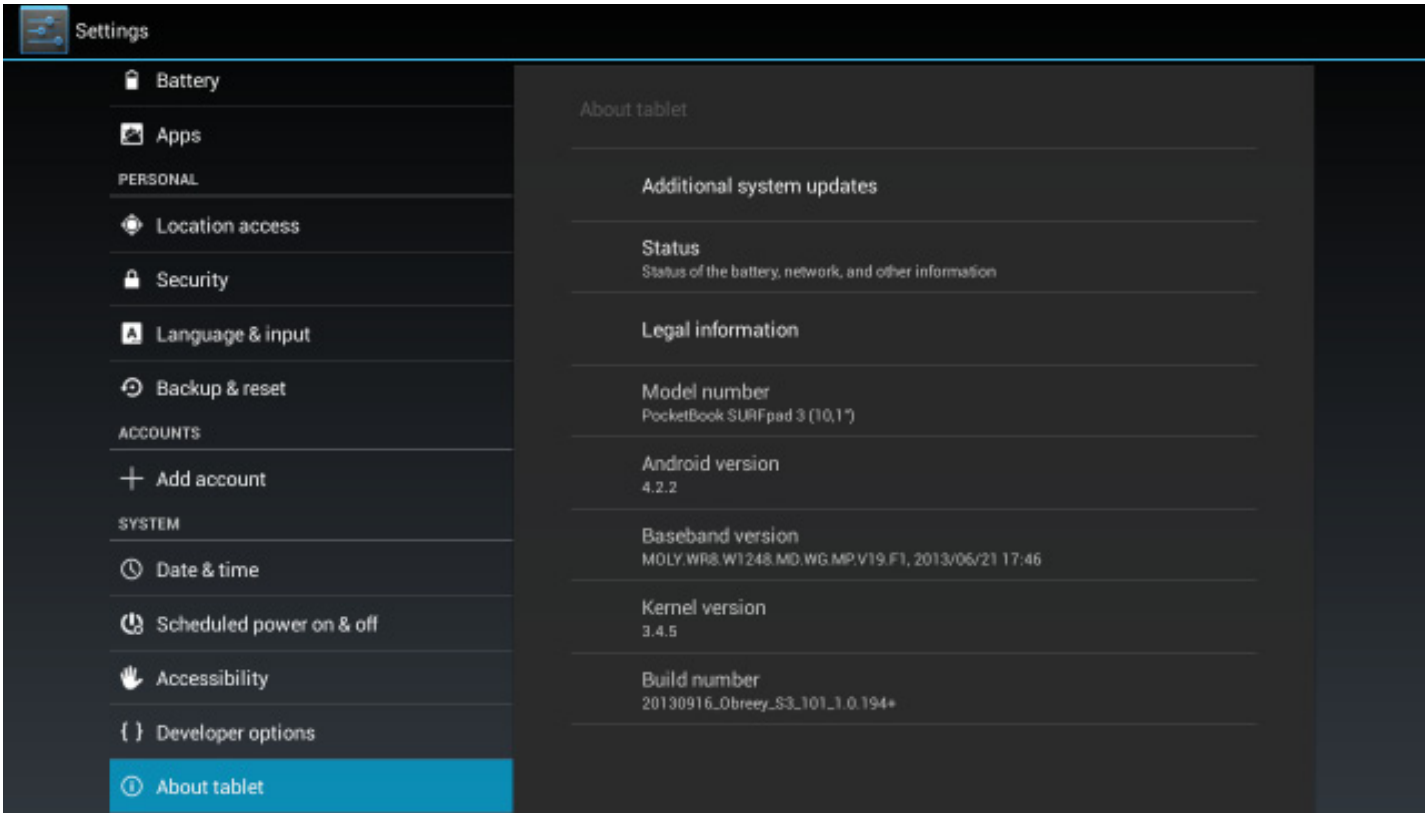 Settings
Battery
Apps
PERSONAL
Location access
Security
Language & input
Backup & reset
ACCOUNTS
Add account
SYSTEM
Date & time
Scheduled power on & off
Accessibility
{ } Developer options
About tablet
About tablet
Additional system updates
Status
Status of the battery, network, and other information
Legal information
Model number
PocketBook SURFpad 3 (10,1")
Android version
4.2.2
Baseband version
MOLY.WR8.W1248.MD.WG.MP.V19.F1, 2013/06/21 17:46
Kernel version
3.4.5
Build number
20130916_Obreey_S3_101_1.0.194+